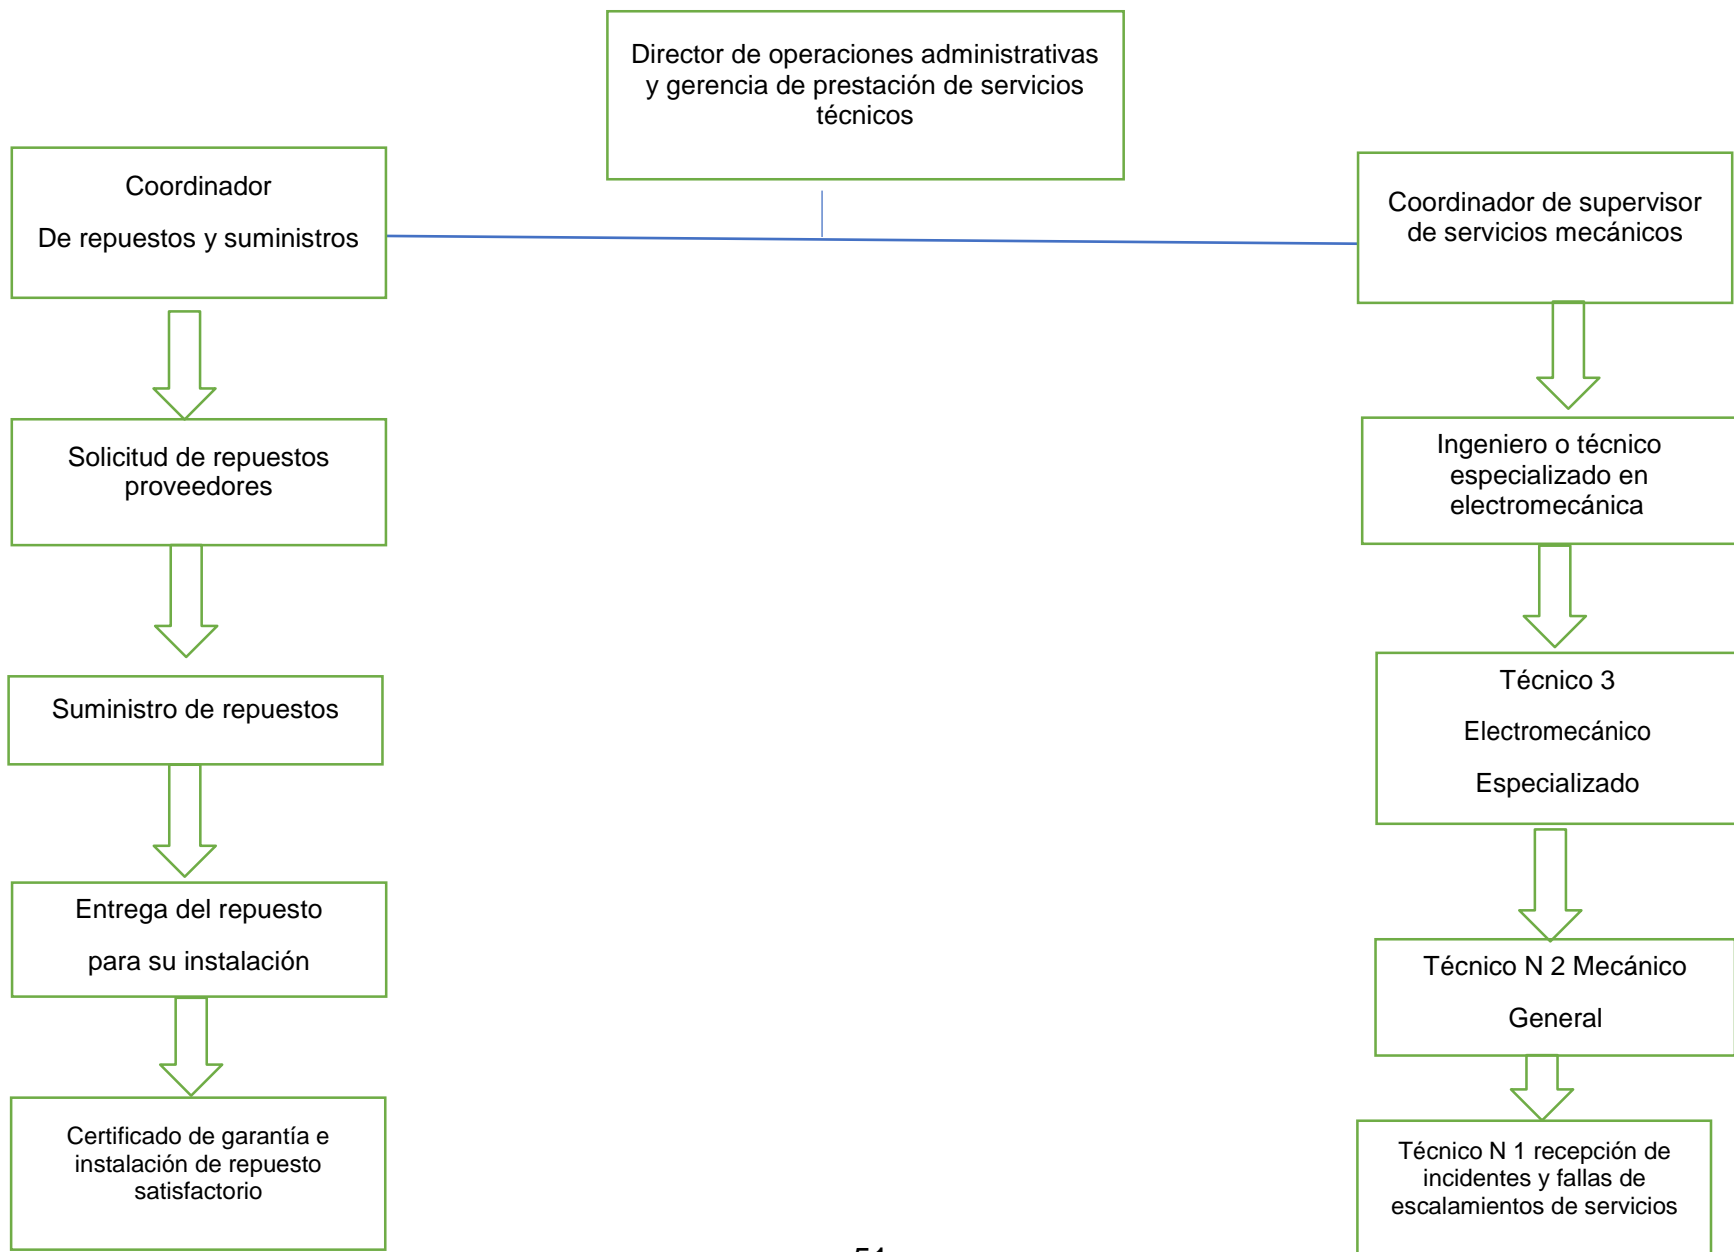 Director de operaciones administrativas
y gerencia de prestación de servicios
técnicos
Coordinador
De repuestos y suministros
Coordinador de supervisor
de servicios mecánicos
Solicitud de repuestos
proveedores
Ingeniero o técnico
especializado en
electromecánica
Suministro de repuestos
Técnico 3
Electromecánico
Especializado
Entrega del repuesto
para su instalación
Técnico N 2 Mecánico
General
Certificado de garantía e
instalación de repuesto
satisfactorio
Técnico N 1 recepción de
incidentes y fallas de
escalamientos de servicios